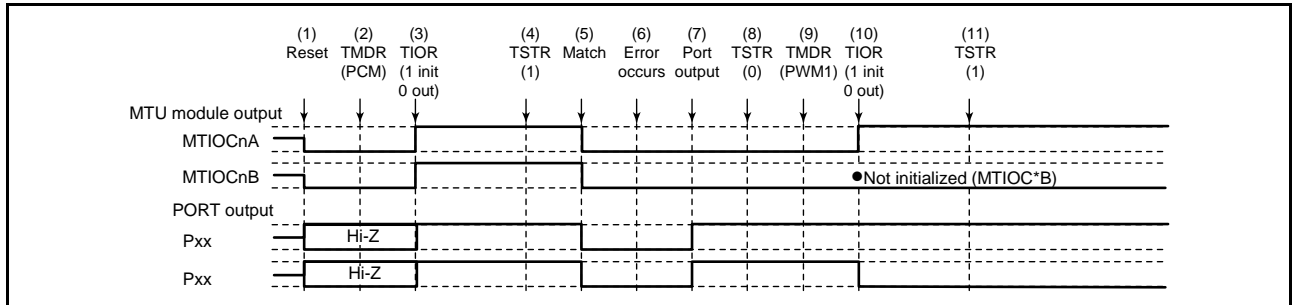 (1) (2) (3) (4) (5) (6) (7) (8) (9) (10) (11)
Reset TMDR TIOR TSTR Match Error Port TSTR TMDR TIOR TSTR
(PCM) (1 init (1) occurs output (0) (PWM1) (1 init (1)
0 out) 0 out)
MTU module output
MTIOCnA
MTIOCnB ●Not initialized (MTIOC*B)
PORT output
Pxx Hi-Z
Pxx Hi-Z